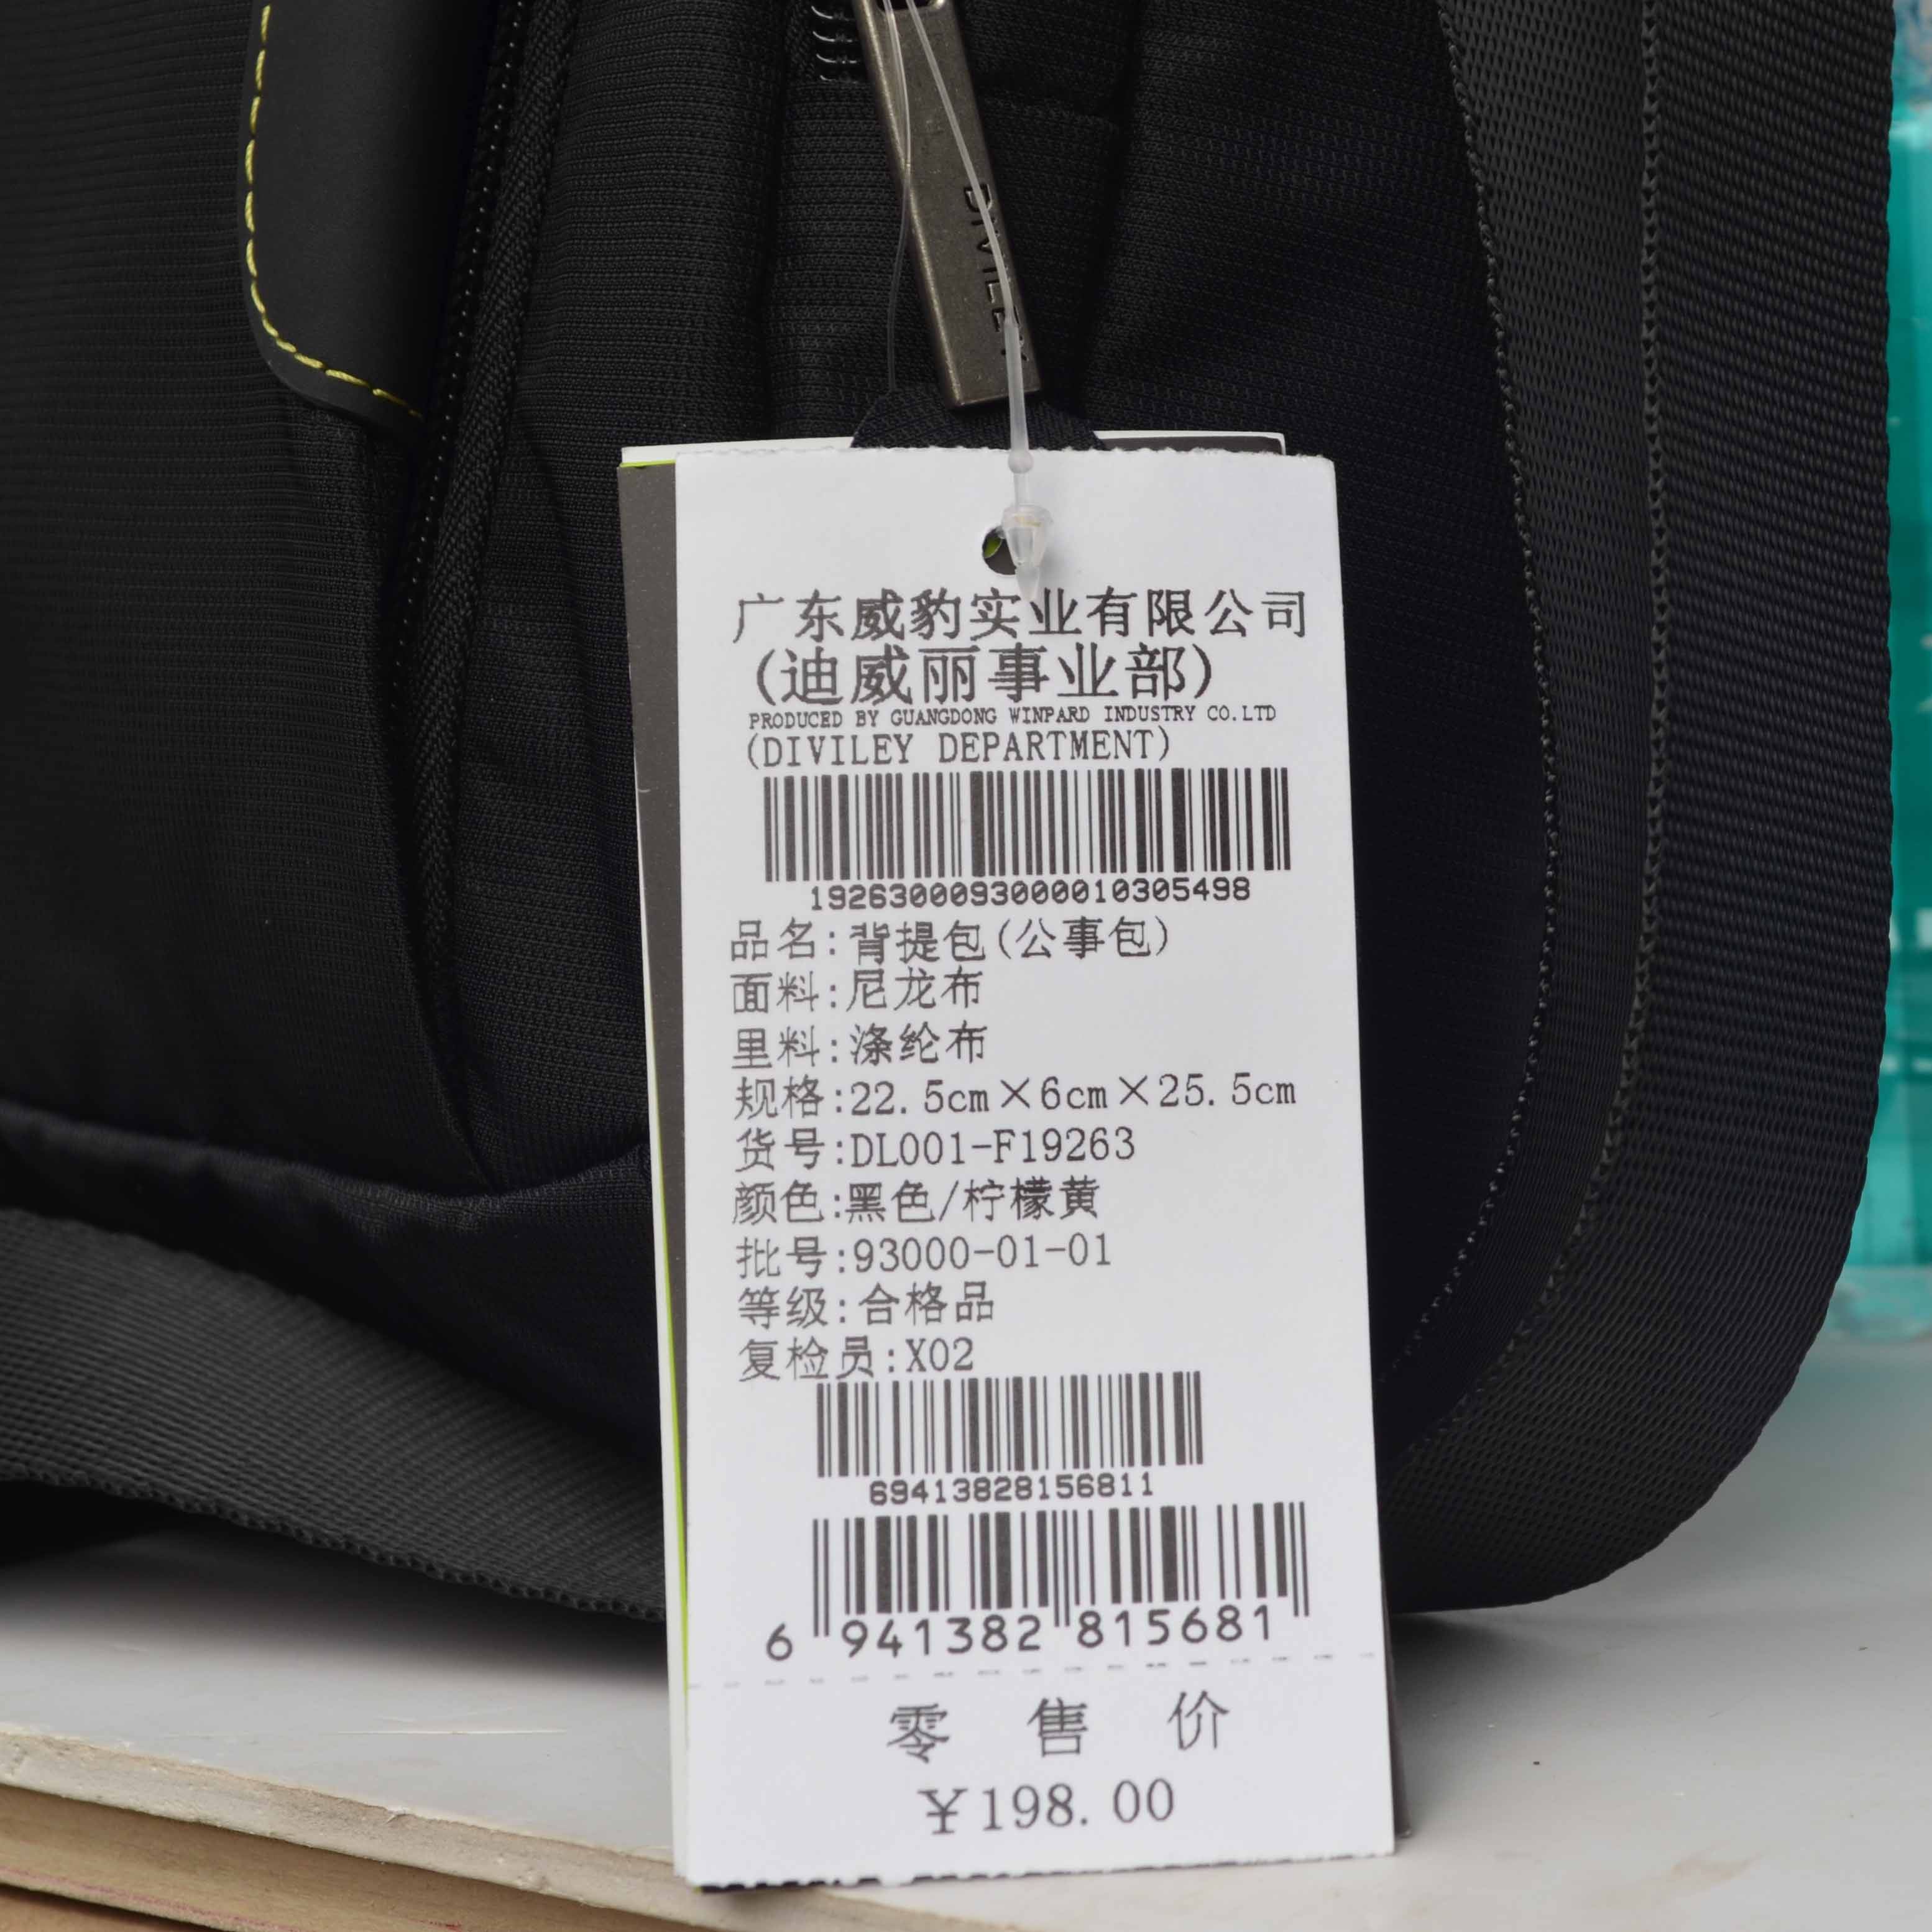 DIVILEY
广东威豹实业有限公司
(迪威丽事业部)
PRODUCED BY GUANGDONG WINPARD INDUSTRY CO.LTD
(DIVILEY DEPARTMENT)
1926300093000010305498
品名:背提包(公事包)
面料:尼龙布
里料:涤纶布
规格:22.5cm×6cm×25.5cm
货号:DL001-F19263
颜色:黑色/柠檬黄
批号:93000-01-01
等级:合格品
复检员:X02
69413828156811
6 941382 815681
零 售 价
￥198.00